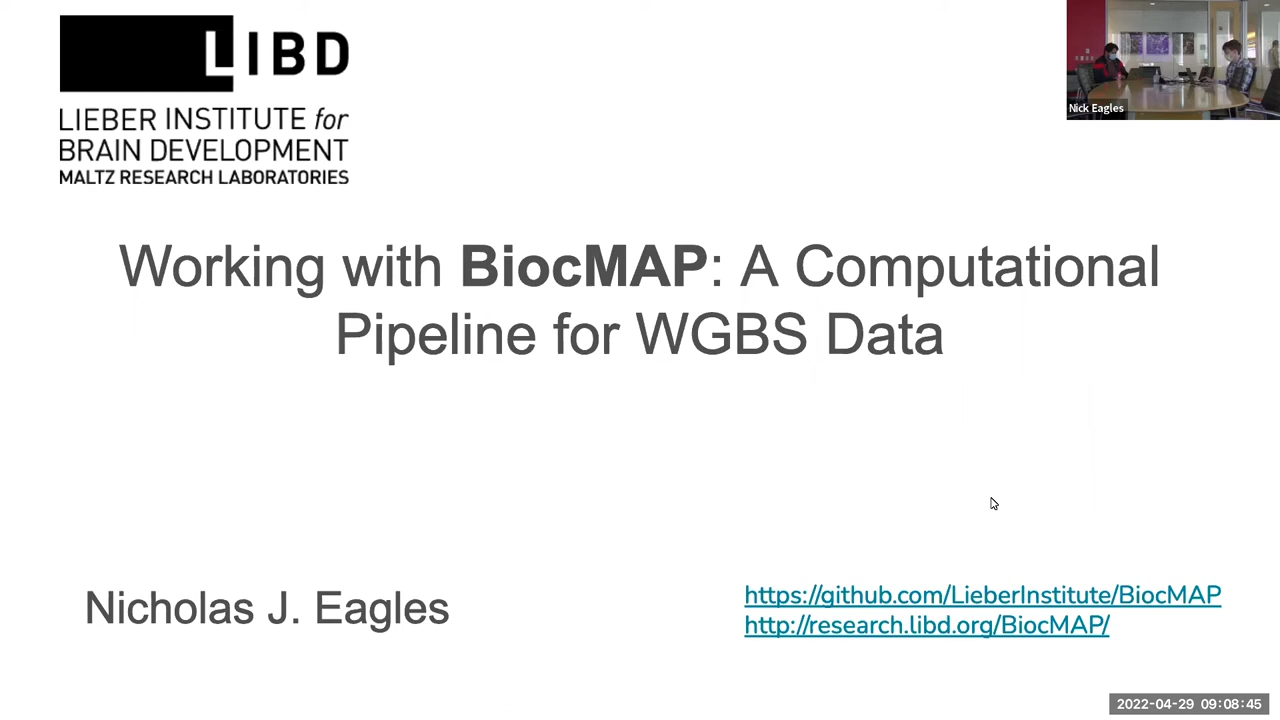 LIBD
LIEBER INSTITUTE for
BRAIN DEVELOPMENT
MALTZ RESEARCH LABORATORIES
Nick Eagles
Working with BiocMAP: A Computational
Pipeline for WGBS Data
Nicholas J. Eagles
https://github.com/LieberInstitute/BiocMAP
http://research.libd.org/BiocMAP/
2022-04-29 09:08:45